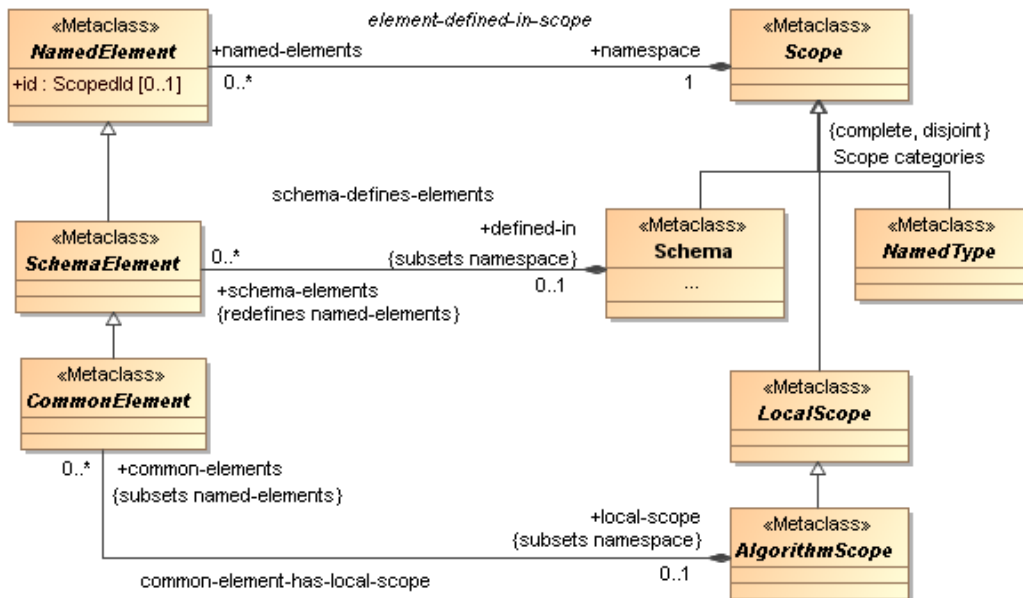 «Metaclass»
NamedElement
+id : ScopedId [0..1]
element-defined-in-scope
+named-elements
0..*
+namespace
1
«Metaclass»
Scope
{complete, disjoint}
Scope categories
schema-defines-elements
«Metaclass»
SchemaElement
0..*
+schema-elements
{redefines named-elements}
+defined-in
{subsets namespace}
0..1
«Metaclass»
Schema
...
«Metaclass»
NamedType
«Metaclass»
CommonElement
0..*
+common-elements
{subsets named-elements}
«Metaclass»
LocalScope
+local-scope
{subsets namespace}
0..1
«Metaclass»
AlgorithmScope
common-element-has-local-scope